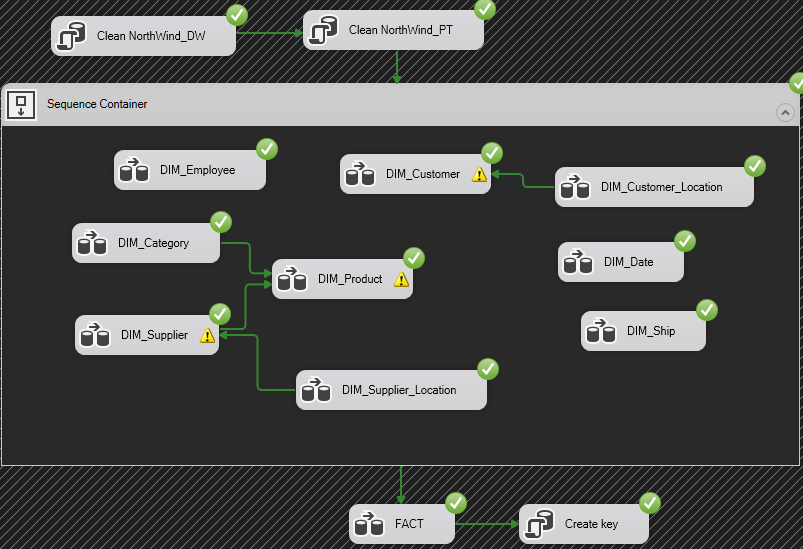 Clean NorthWind_DW
Clean NorthWind_PT
Sequence Container
DIM_Employee
DIM_Customer
DIM_Customer_Location
DIM_Category
DIM_Product
DIM_Date
DIM_Supplier
DIM_Ship
DIM_Supplier_Location
FACT
Create key